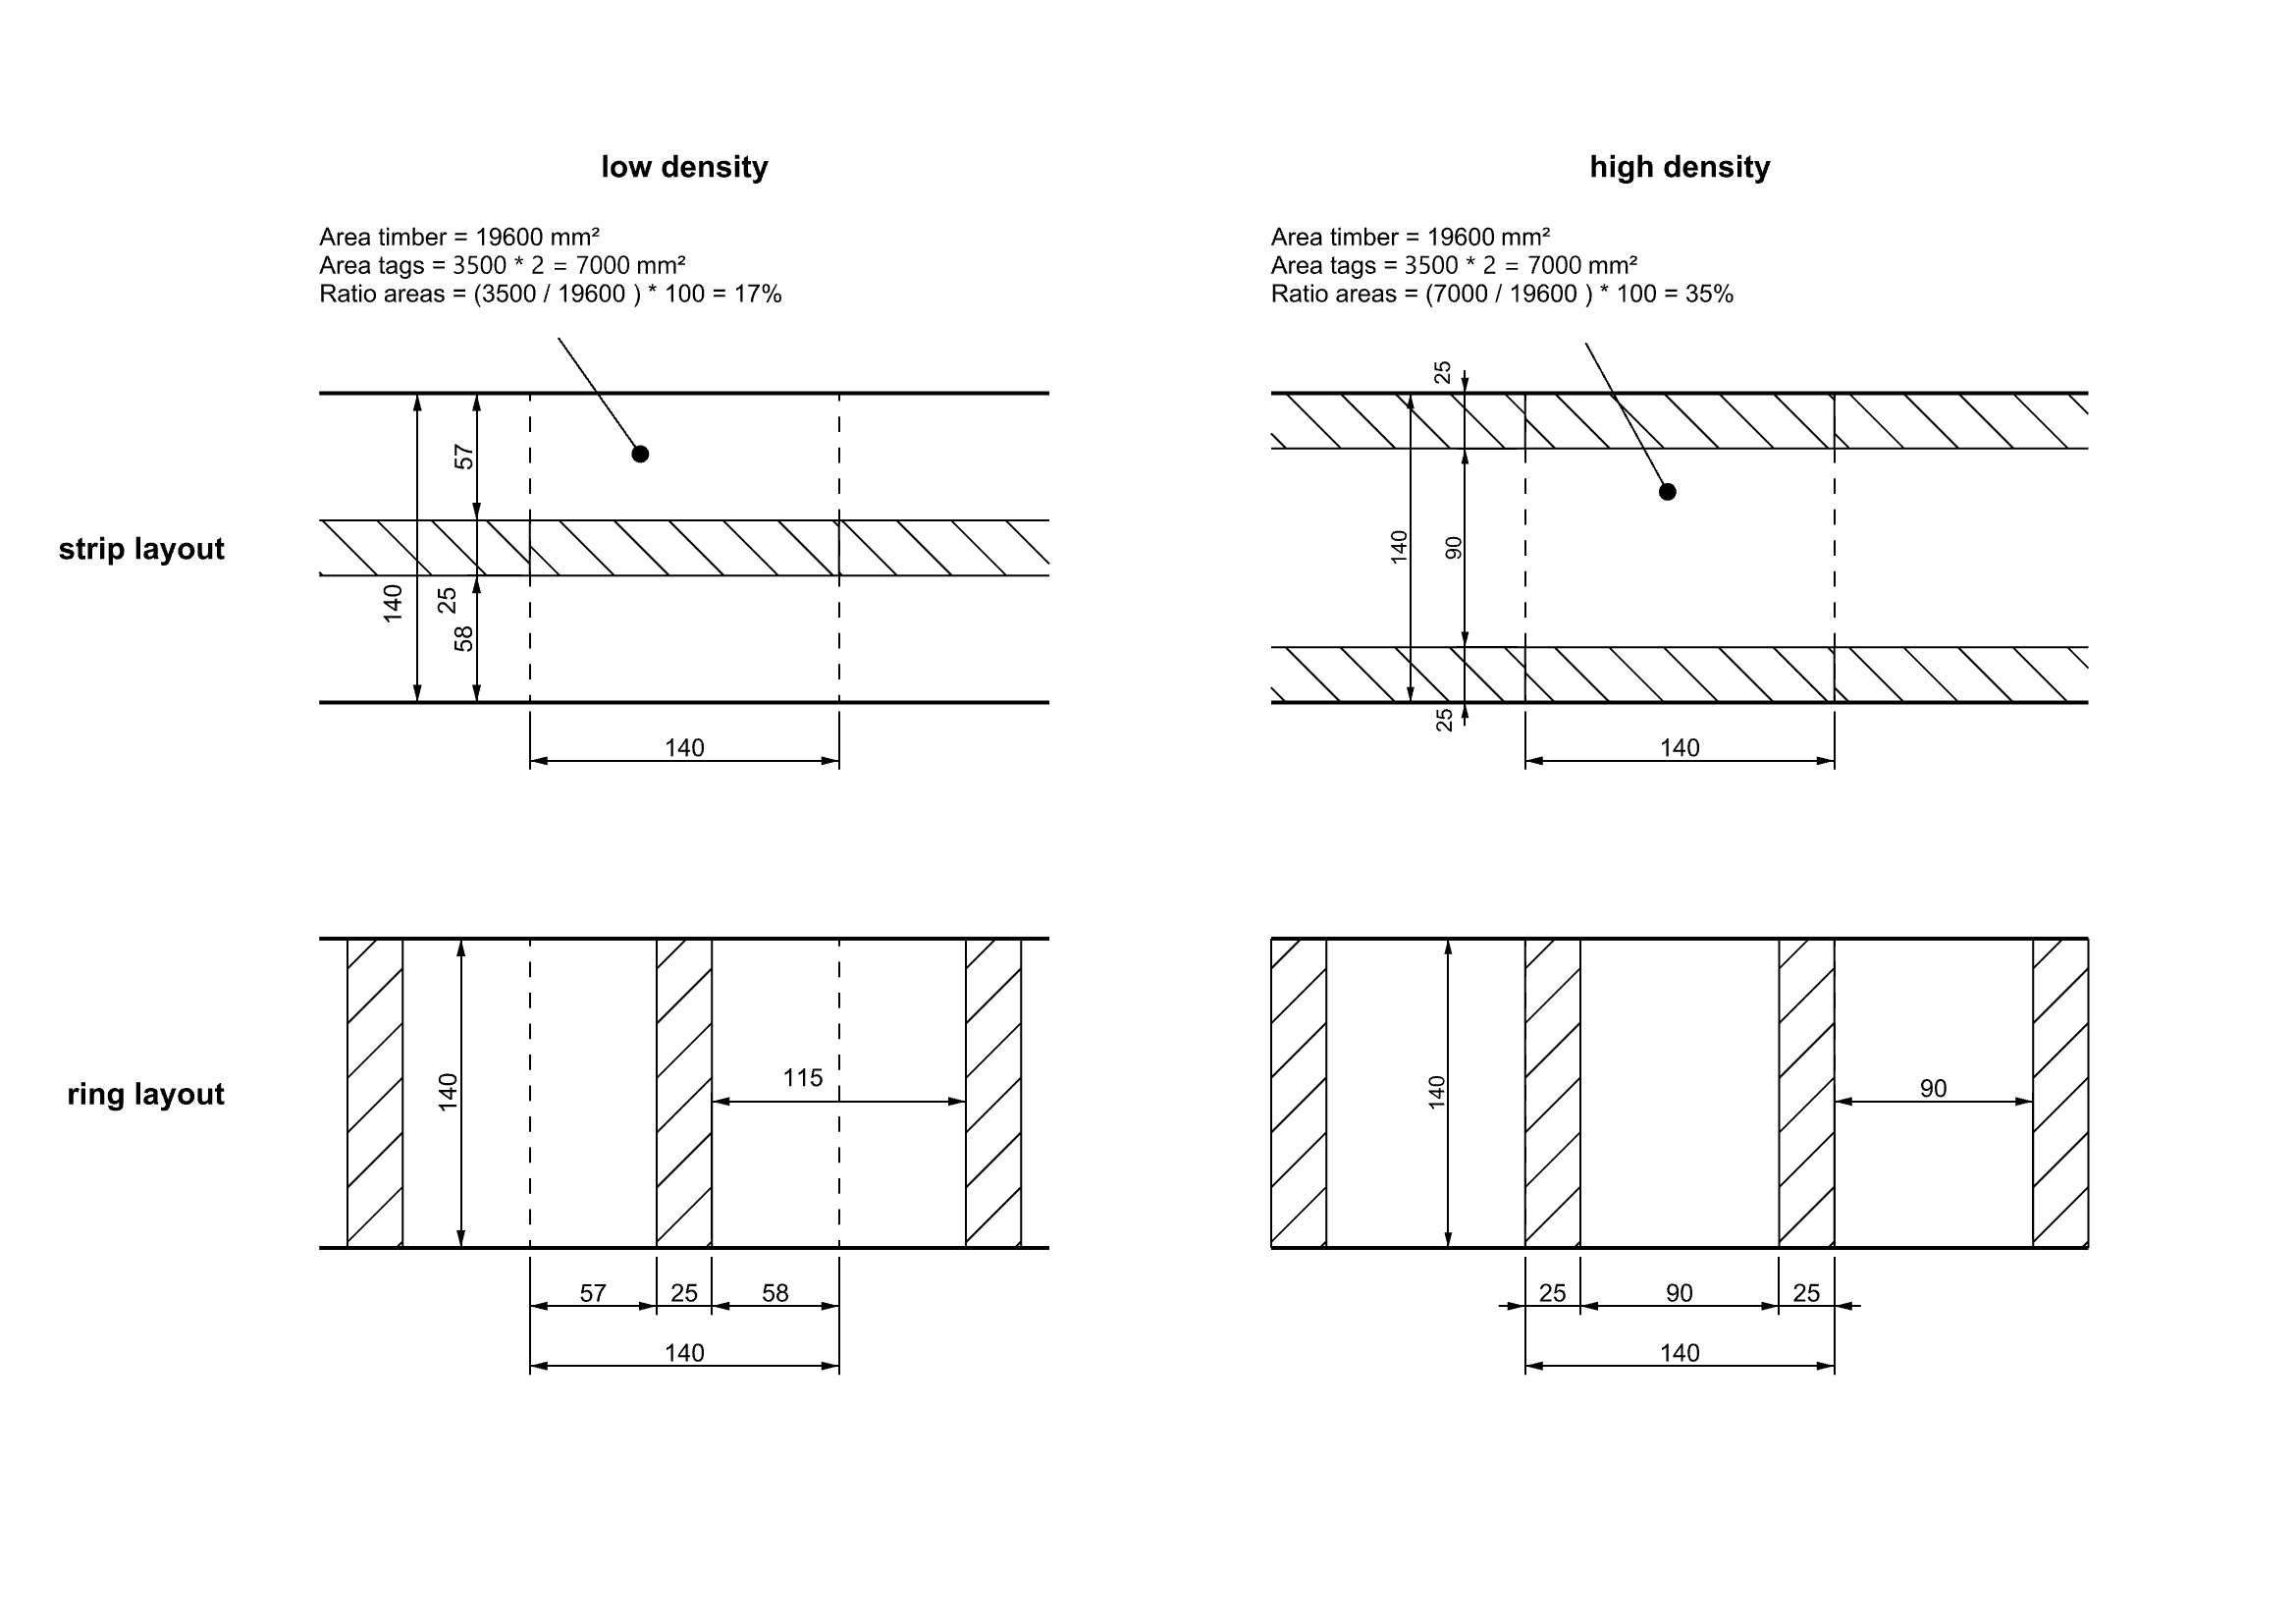 low density
high density
Area timber = 19600 mm²
Area tags = 3500 * 2 = 7000 mm²
Ratio areas = (3500 / 19600 ) * 100 = 17%
Area timber = 19600 mm²
Area tags = 3500 * 2 = 7000 mm²
Ratio areas = (7000 / 19600 ) * 100 = 35%
strip layout
140
57
25
58
140
25
140
90
25
140
ring layout
140
115
57 25 58
140
140
90
25 90 25
140